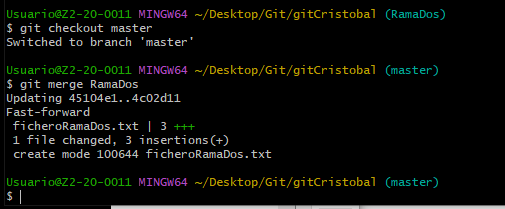 Usuario@Z2-20-0011 MINGW64 ~/Desktop/Git/gitCristobal (RamaDos)
$ git checkout master
Switched to branch 'master'
Usuario@Z2-20-0011 MINGW64 ~/Desktop/Git/gitCristobal (master)
$ git merge RamaDos
Updating 45104e1..4c02d11
Fast-forward
 ficheroRamaDos.txt | 3 +++
 1 file changed, 3 insertions(+)
 create mode 100644 ficheroRamaDos.txt
Usuario@Z2-20-0011 MINGW64 ~/Desktop/Git/gitCristobal (master)
$